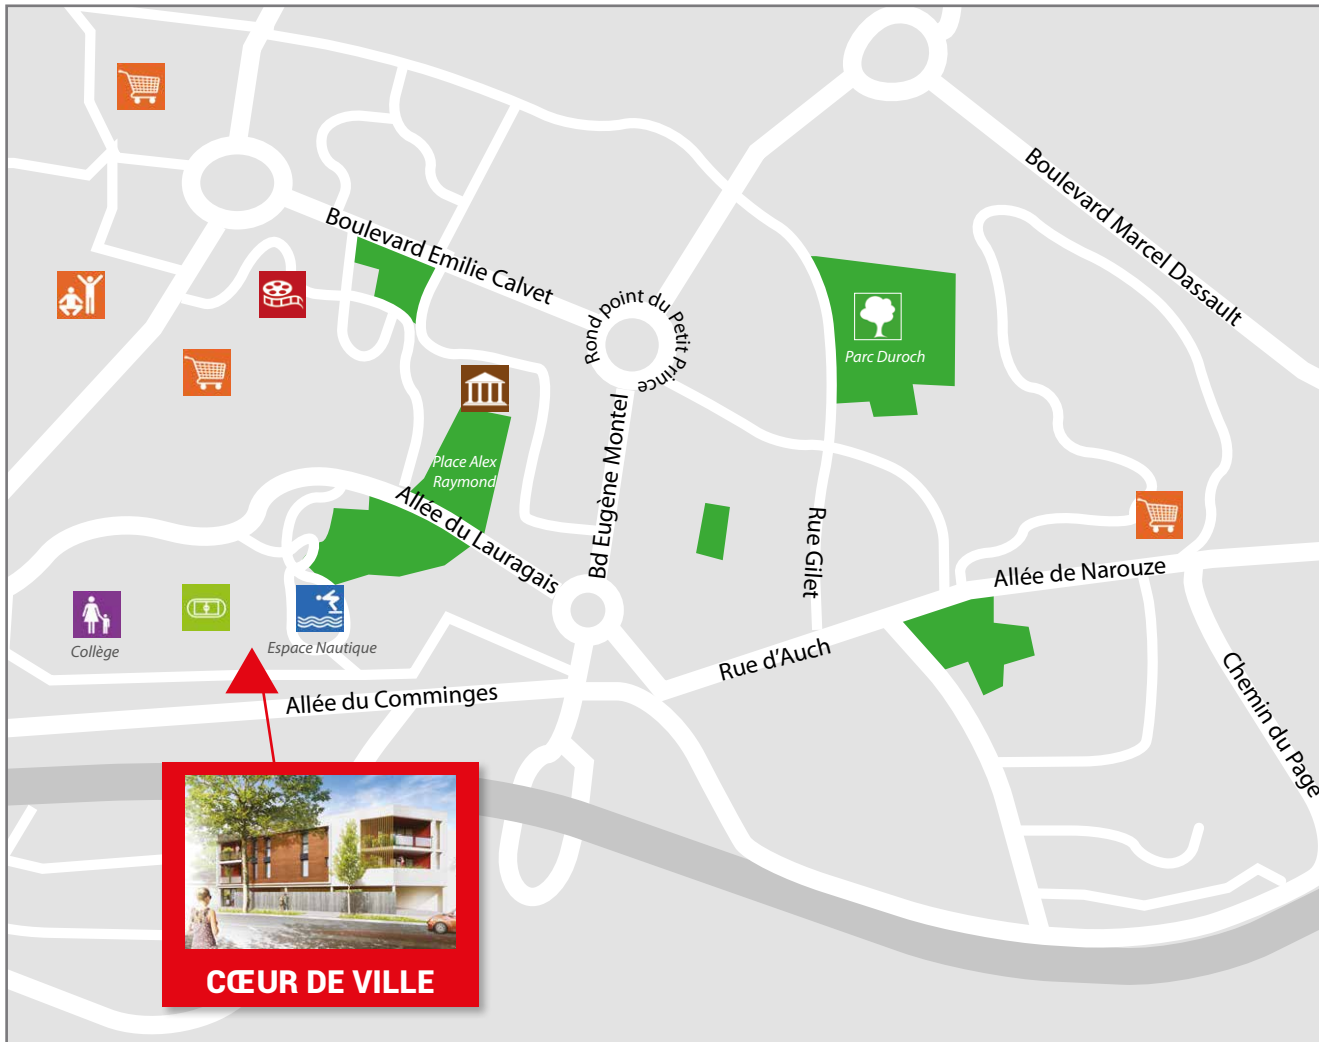 Boulevard Marcel Dassault
Boulevard Emilie Calvet
Rond point du Petit Prince
Parc Duroch
Bd Eugène Montel
Place Alex
Raymond
Allée du Lauragais
Rue Gilet
Allée de Narouze
Collège
Espace Nautique
Rue d'Auch
Allée du Comminges
Chemin du Page
CŒUR DE VILLE